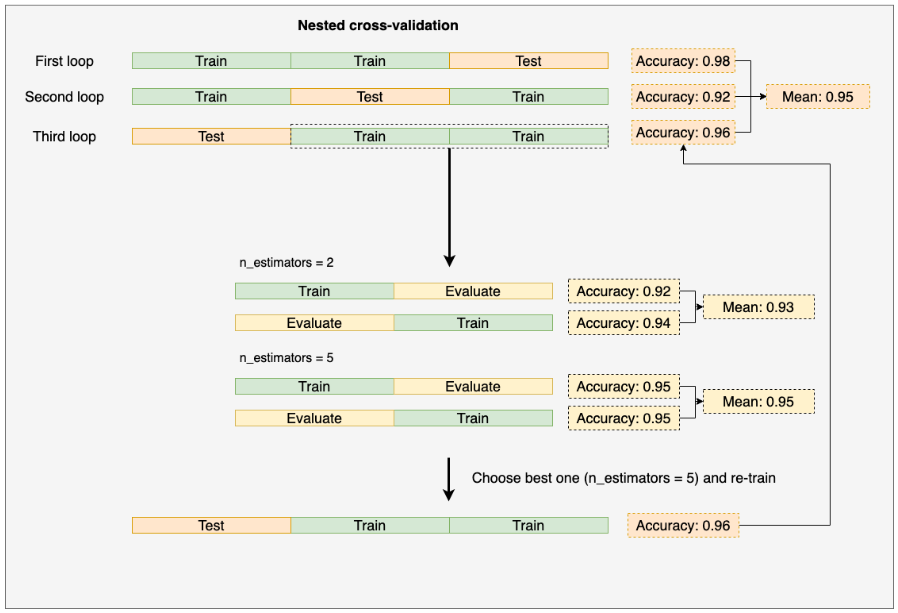 Nested cross-validation
First loop Train Train Test Accuracy: 0.98
Second loop Train Test Train Accuracy: 0.92 Mean: 0.95
Third loop Test Train Train Accuracy: 0.96
n_estimators = 2
Train Evaluate Accuracy: 0.92
Mean: 0.93
Evaluate Train Accuracy: 0.94
n_estimators = 5
Train Evaluate Accuracy: 0.95
Mean: 0.95
Evaluate Train Accuracy: 0.95
Choose best one (n_estimators = 5) and re-train
Test Train Train Accuracy: 0.96